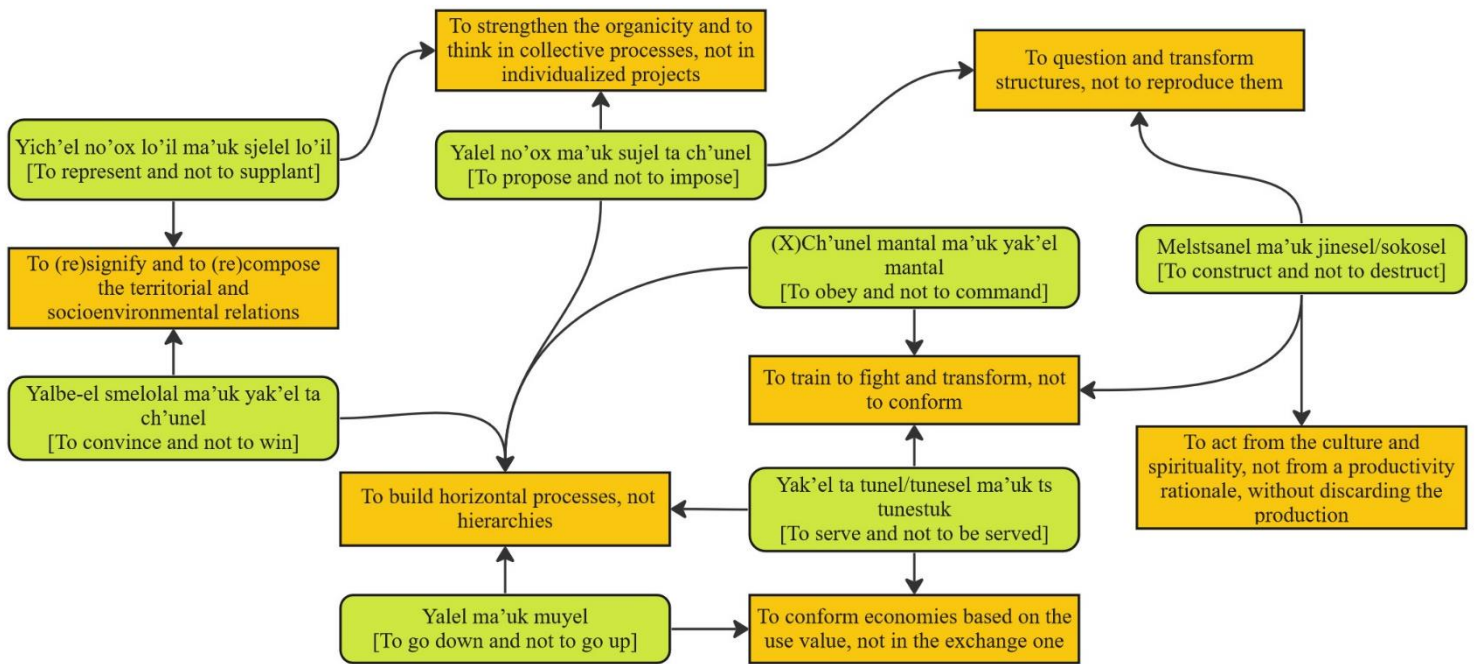 To strengthen the organicity and to
think in collective processes, not in
individualized projects
To question and transform
structures, not to reproduce them
Yich’el no’ox lo’il ma’uk sjelel lo’il
[To represent and not to supplant]
Yalel no’ox ma’uk sujel ta ch’unel
[To propose and not to impose]
To (re)signify and to (re)compose
the territorial and
socioenvironmental relations
(X)Ch’unel mantal ma’uk yak’el
mantal
[To obey and not to command]
Melstsanel ma’uk jinesel/sokosel
[To construct and not to destruct]
Yalbe-el smelolal ma’uk yak’el ta
ch’unel
[To convince and not to win]
To train to fight and transform, not
to conform
To act from the culture and
spirituality, not from a productivity
rationale, without discarding the
production
To build horizontal processes, not
hierarchies
Yak’el ta tunel/tunesel ma’uk ts
tunestuk
[To serve and not to be served]
Yalel ma’uk muyel
[To go down and not to go up]
To conform economies based on the
use value, not in the exchange one